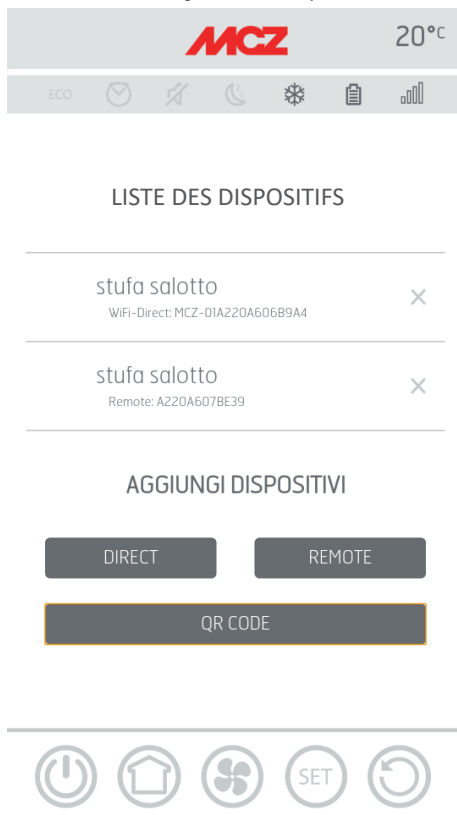 MCZ
20°C
ECO
LISTE DES DISPOSITIFS
stufa salotto
WiFi-Direct: MCZ-01A220A606B9A4
stufa salotto
Remote: A220A607BE39
AGGIUNGI DISPOSITIVI
DIRECT
REMOTE
QR CODE
SET